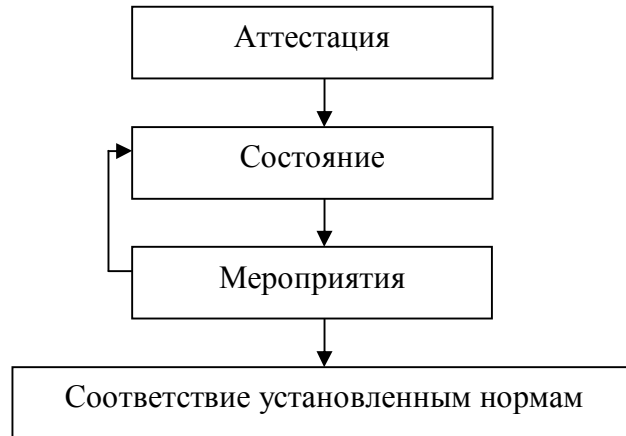 Аттестация
Состояние
Мероприятия
Соответствие установленным нормам